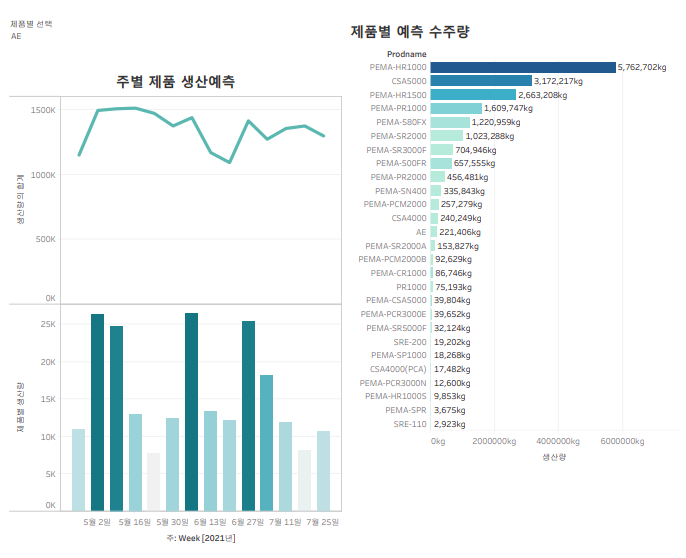 제품별 선택
AE
주별 제품 생산예측
생산량의 합계
1500K
1000K
500K
0K
제품별 생산량
25K
20K
15K
10K
5K
0K
5월 2일
5월 16일
5월 30일
6월 13일
6월 27일
7월 11일
7월 25일
주: Week [2021년]
제품별 예측 수주량
Prodname
PEMA-HR1000 5,762,702kg
CSA5000 3,172,217kg
PEMA-HR1500 2,663,208kg
PEMA-PR1000 1,609,747kg
PEMA-580FX 1,220,959kg
PEMA-SR2000 1,023,288kg
PEMA-SR3000F 704,946kg
PEMA-500FR 657,555kg
PEMA-PR2000 456,481kg
PEMA-SN400 335,843kg
PEMA-PCM2000 257,279kg
CSA4000 240,249kg
AE 221,406kg
PEMA-SR2000A 153,827kg
PEMA-PCM2000B 92,629kg
PEMA-CR1000 86,746kg
PR1000 75,193kg
PEMA-CSA5000 39,804kg
PEMA-PCR3000E 39,652kg
PEMA-SR5000F 32,124kg
SRE-200 19,202kg
PEMA-SP1000 18,268kg
CSA4000(PCA) 17,482kg
PEMA-PCR3000N 12,600kg
PEMA-HR1000S 9,853kg
PEMA-SPR 3,675kg
SRE-110 2,923kg
0kg
2000000kg
4000000kg
6000000kg
생산량